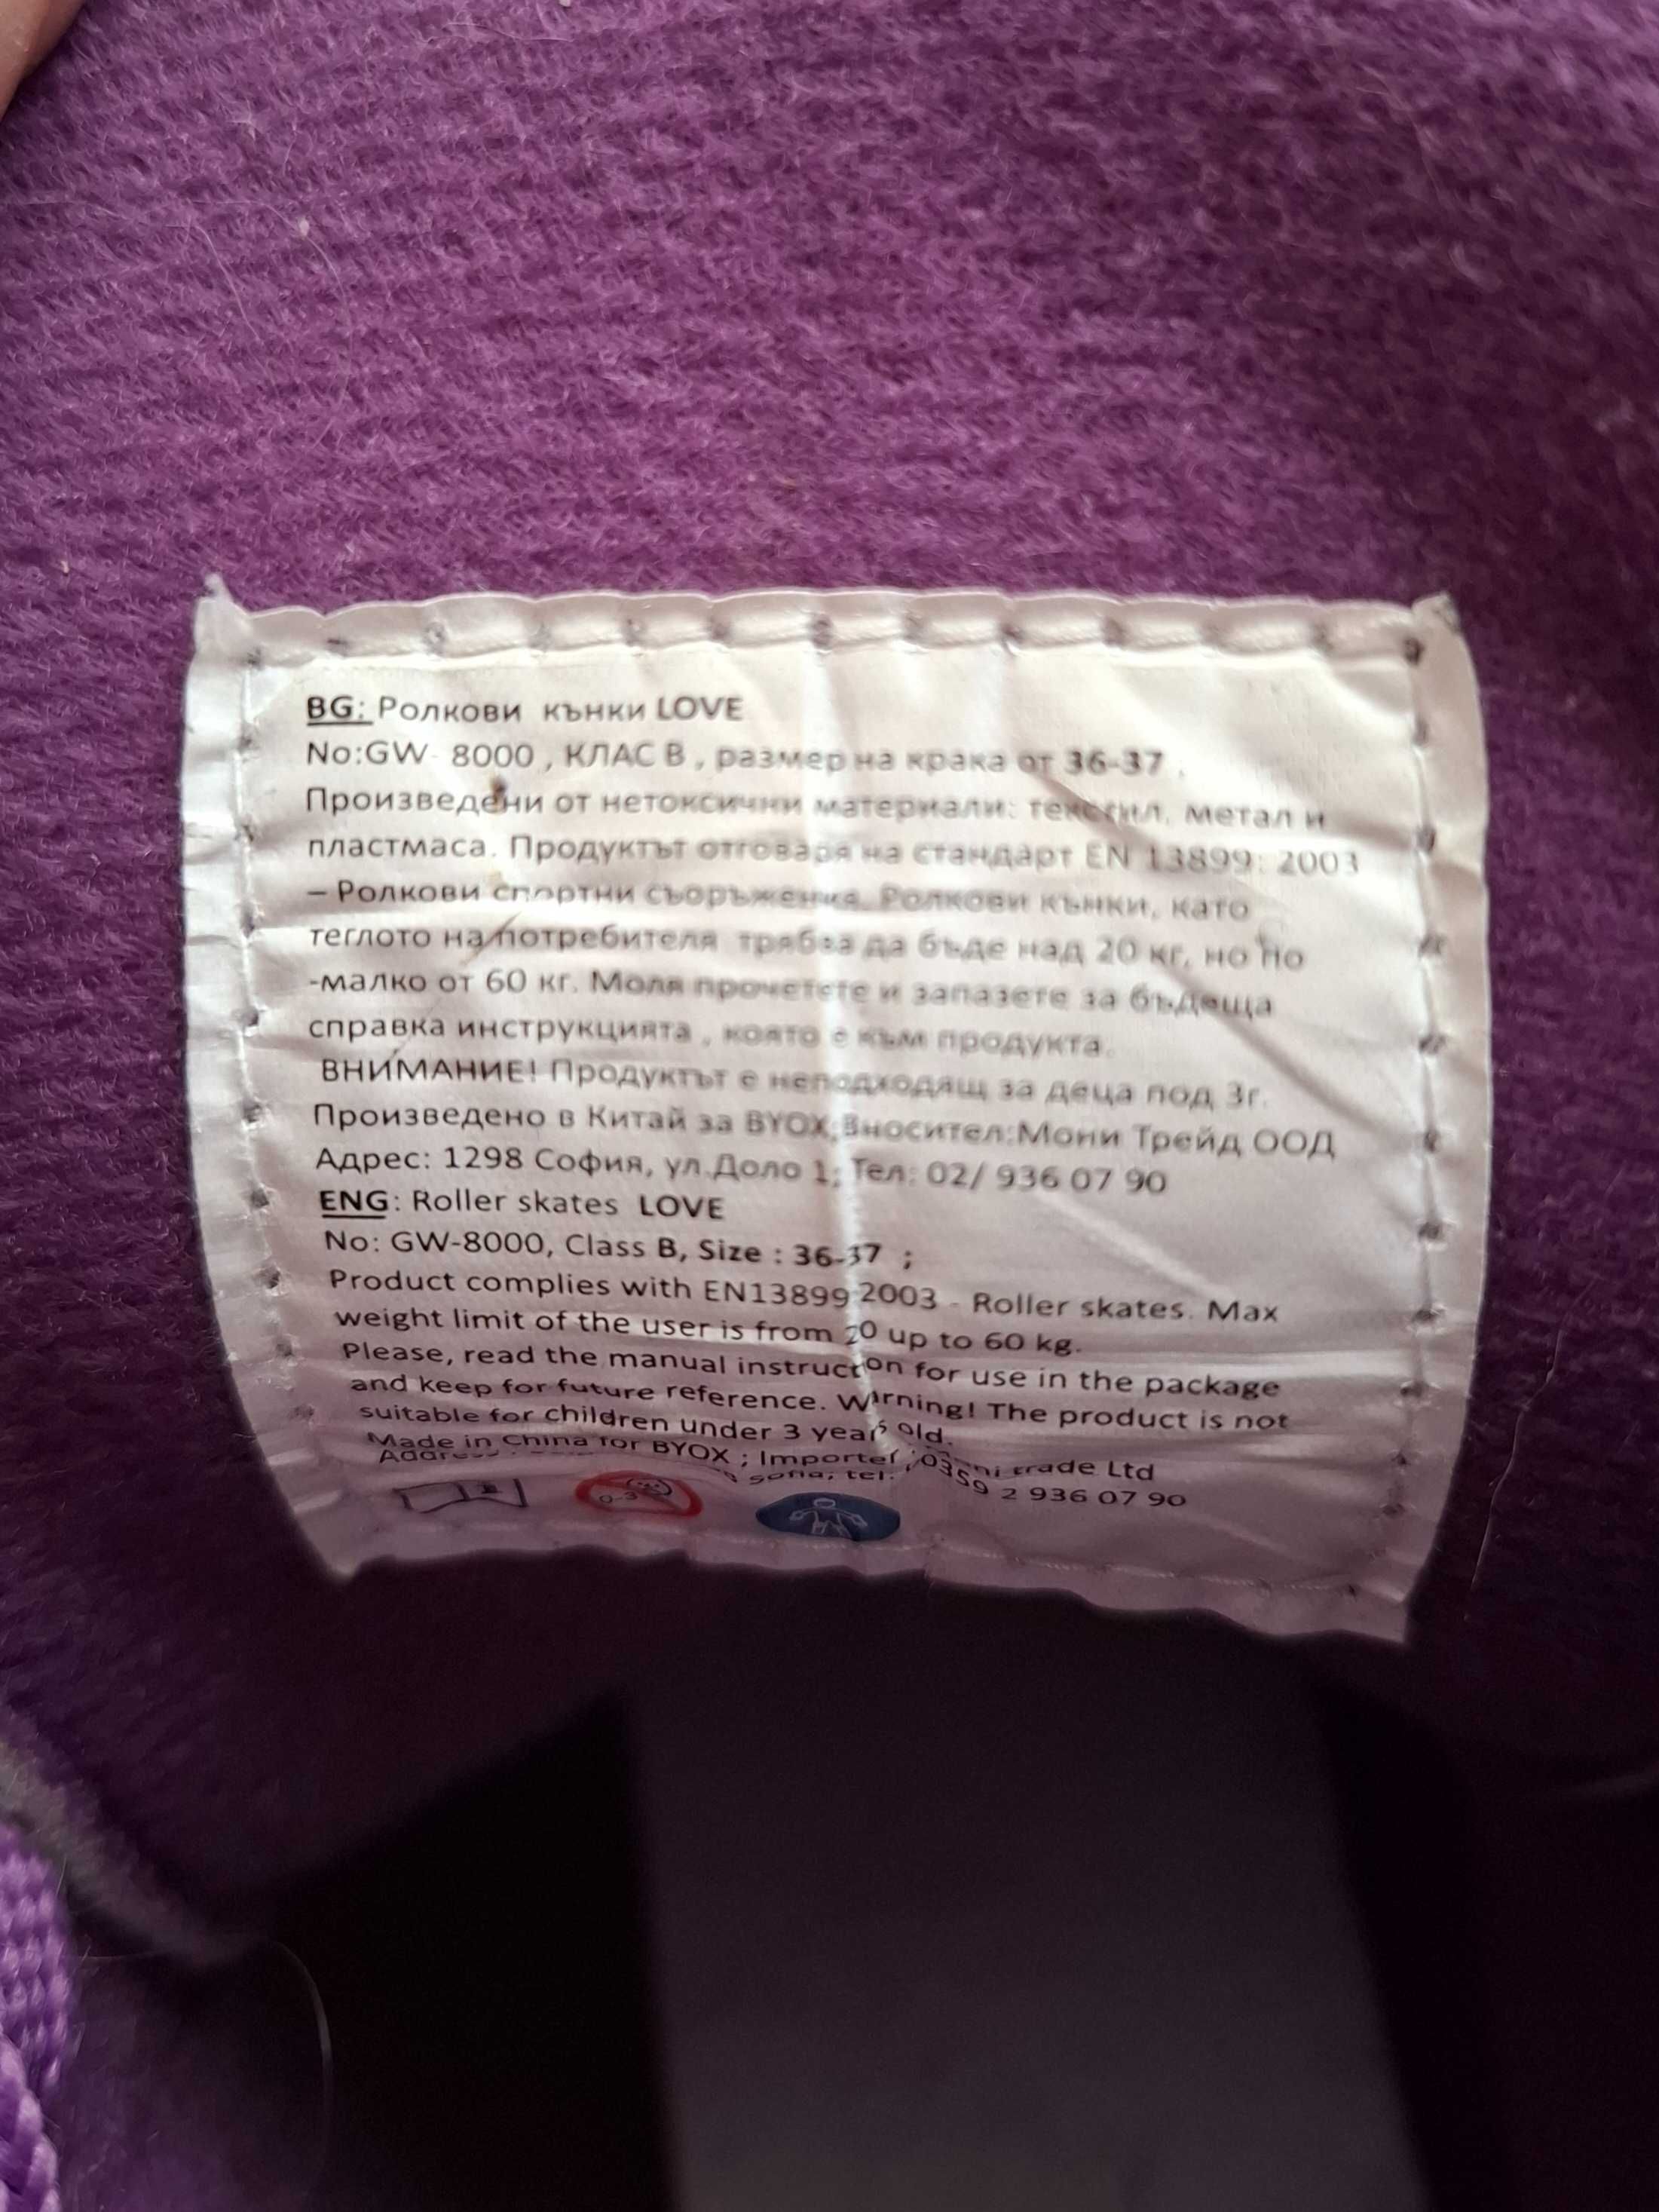 BG: Ролкови кънки LOVE
No:GW- 8000 , КЛАС B , размер на крака от 36-37 .
Произведени от нетоксични материали: текстил, метал и
пластмаса. Продуктът отговаря на стандарт EN 13899: 2003
– Ролкови спортни съоръжения. Ролкови кънки, като
теглото на потребителя трябва да бъде над 20 кг, но по
-малко от 60 кг. Моля прочетете и запазете за бъдеща
справка инструкцията , която е към продукта.
ВНИМАНИЕ! Продуктът е неподходящ за деца под 3г.
Произведено в Китай за BYOX;Вносител:Мони Трейд ООД
Адрес: 1298 София, ул.Доло 1; Тел: 02/ 936 07 90
ENG: Roller skates LOVE
No: GW-8000, Class B, Size : 36-37 ;
Product complies with EN13899 2003 - Roller skates. Max
weight limit of the user is from 20 up to 60 kg.
Please, read the manual instruction for use in the package
and keep for future reference. Warning! The product is not
suitable for children under 3 years old.
Made in China for BYOX ; Importer trade Ltd
Address sofia; tel. 0359 2 936 07 90
0-3